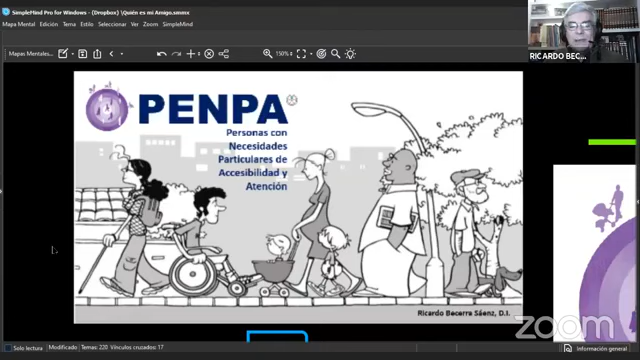 SimpleMind Pro for Windows - (Dropbox) \Quién es mi Amigo.smmx
Mapa Mental Edición Tema Estilo Seleccionar Ver Zoom SimpleMind
Mapas Mentales...
150%
RICARDO BEC...
PENPA
Personas con
Necesidades
Particulares de
Accesibilidad y
Atención
Ricardo Becerra Sáenz, D.I.
zoom
Solo lectura Modificado Temas: 220 Vínculos cruzados: 17
Información general